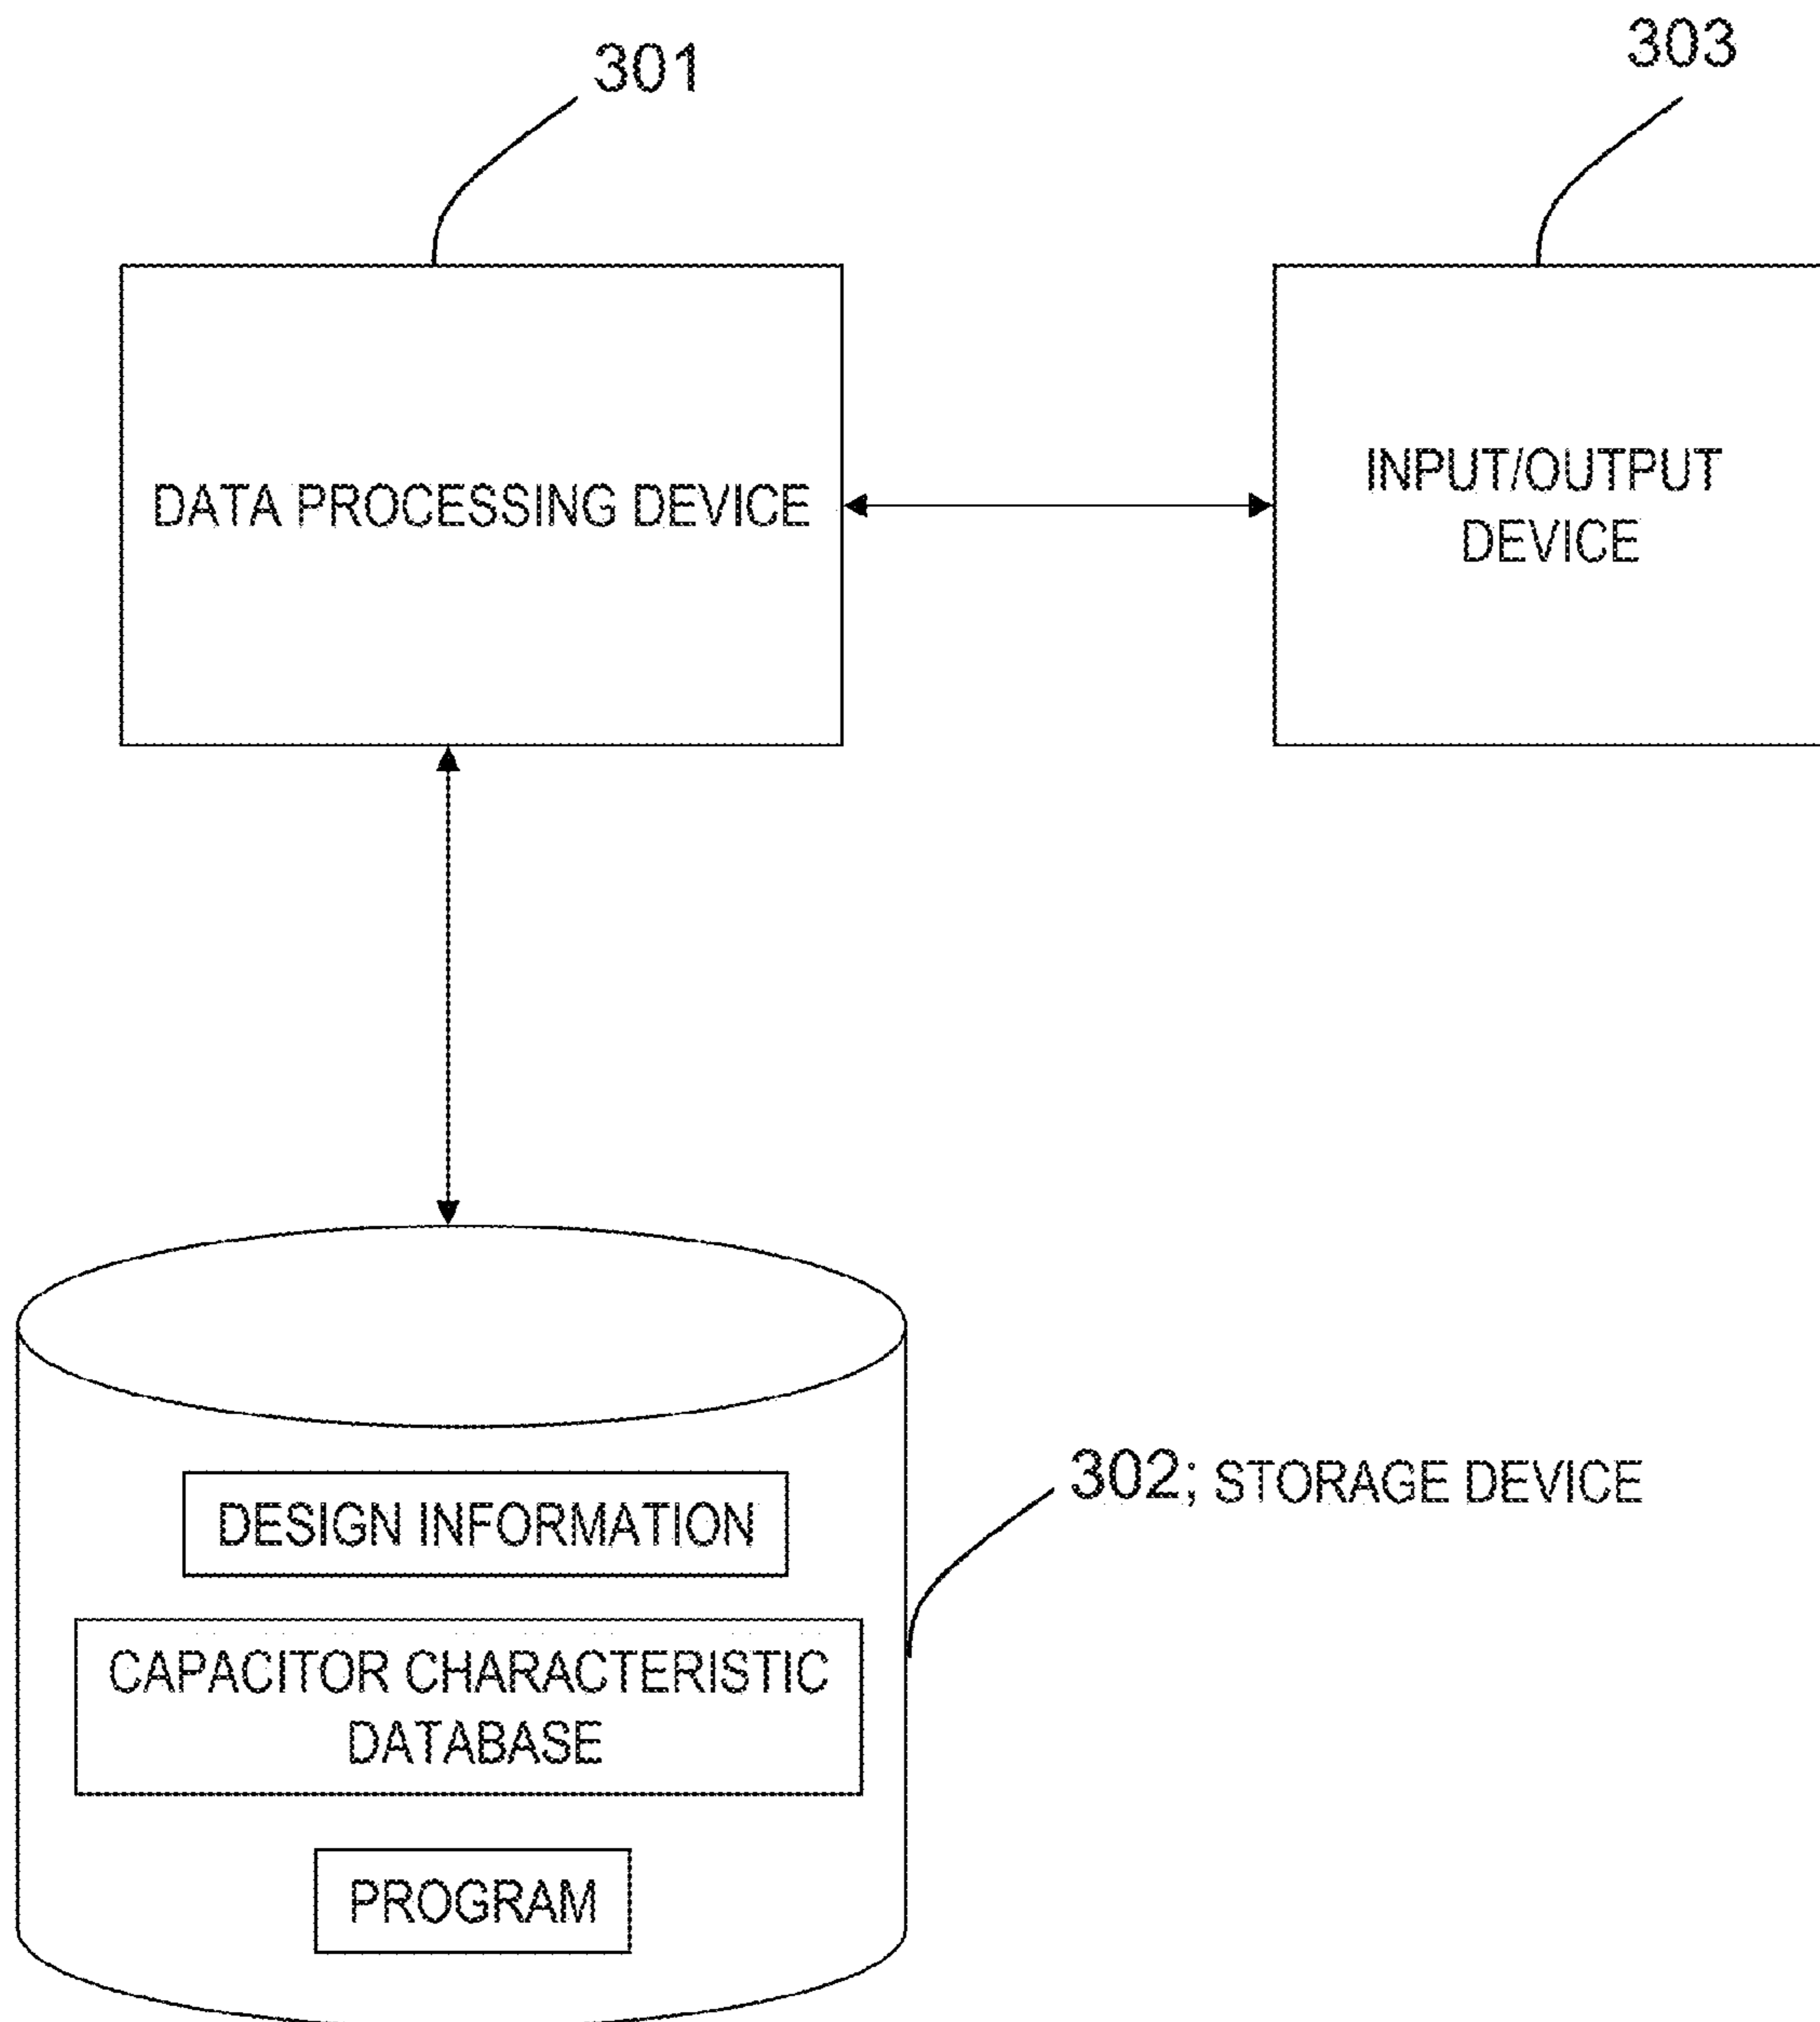 301
303
DATA PROCESSING DEVICE
INPUT/OUTPUT
DEVICE
302; STORAGE DEVICE
DESIGN INFORMATION
CAPACITOR CHARACTERISTIC
DATABASE
PROGRAM